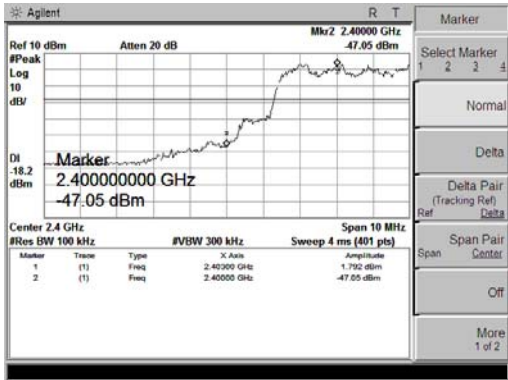 Agilent R T
Mkr2 2.40000 GHz
Ref 10 dBm Atten 20 dB -47.05 dBm
#Peak
Log
10
dB/
DI
-18.2
dBm
Marker
2.400000000 GHz
-47.05 dBm
Center 2.4 GHz Span 10 MHz
#Res BW 100 kHz #VBW 300 kHz Sweep 4 ms (401 pts)
Marker Trace Type X Axis Amplitude
1 (1) Freq 2.40300 GHz 1.792 dBm
2 (1) Freq 2.40000 GHz -47.05 dBm
Marker
Select Marker
1 2 3 4
Normal
Delta
Delta Pair
(Tracking Ref)
Ref Delta
Span Pair
Span Center
Off
More
1 of 2